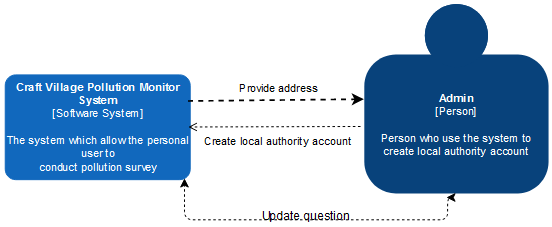 Craft Village Pollution Monitor
System
[Software System]
The system which allow the personal
user to
conduct pollution survey
Provide address
Create local authority account
Update question
Admin
[Person]
Person who use the system to
create local authority account